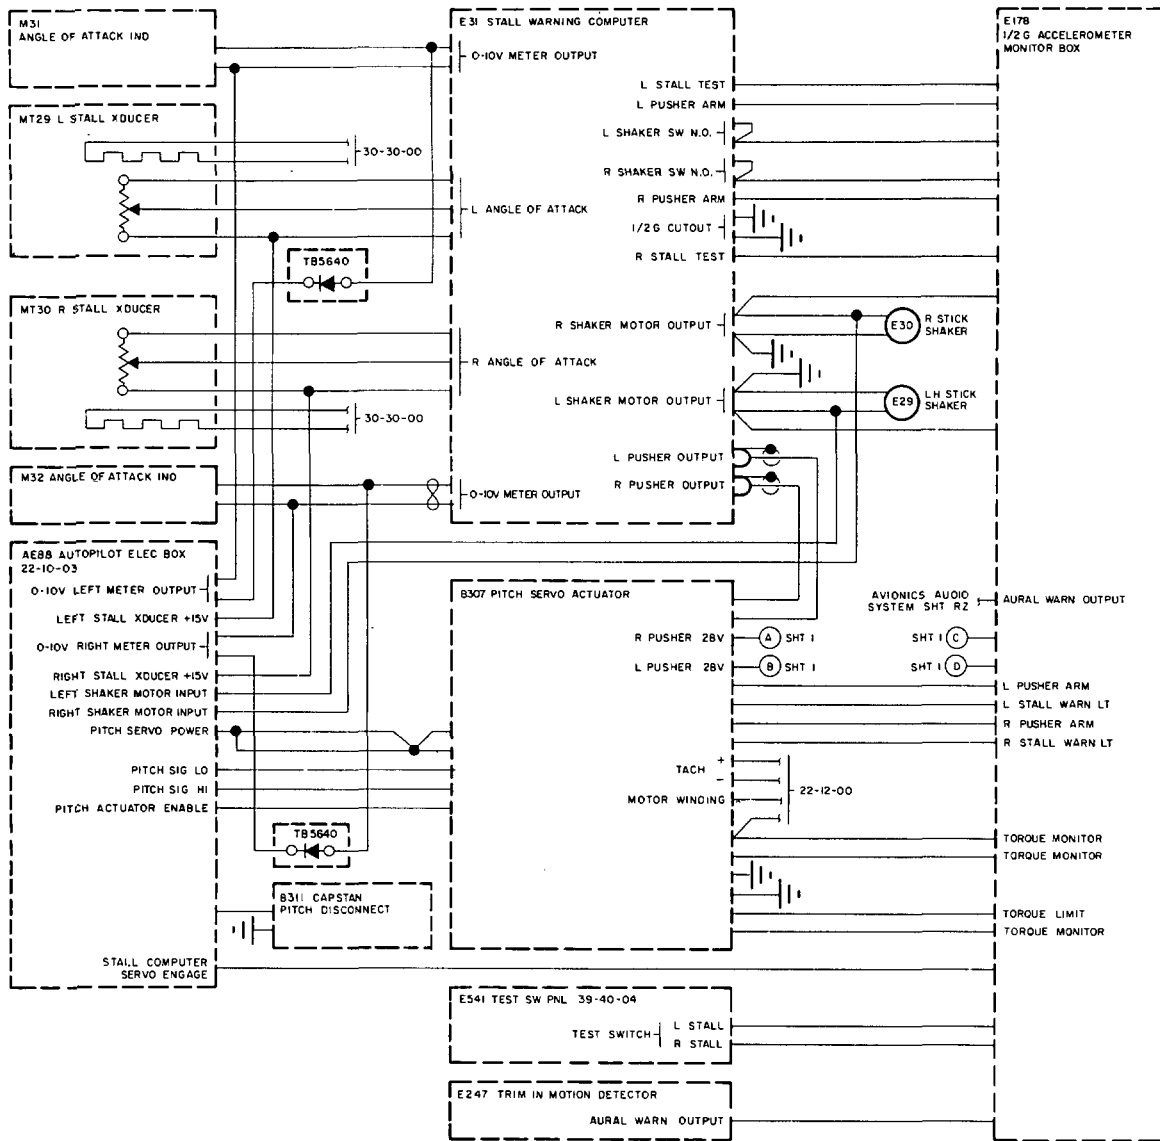 M31
ANGLE OF ATTACK IND
E31 STALL WARNING COMPUTER
0-10V METER OUTPUT
E178
1/2 G ACCELEROMETER
MONITOR BOX
L STALL TEST
L PUSHER ARM
L SHAKER SW N.O.
R SHAKER SW N.O.
R PUSHER ARM
1/2 G CUTOUT
R STALL TEST
MT29 L STALL XDUCER
30-30-00
L ANGLE OF ATTACK
TB5640
MT30 R STALL XDUCER
R ANGLE OF ATTACK
30-30-00
R SHAKER MOTOR OUTPUT
E30
R STICK
SHAKER
L SHAKER MOTOR OUTPUT
E29
LH STICK
SHAKER
L PUSHER OUTPUT
R PUSHER OUTPUT
M32 ANGLE OF ATTACK IND
0-10V METER OUTPUT
AE88 AUTOPILOT ELEC BOX
22-10-03
0-10V LEFT METER OUTPUT
LEFT STALL XDUCER +15V
0-10V RIGHT METER OUTPUT
RIGHT STALL XDUCER +15V
LEFT SHAKER MOTOR INPUT
RIGHT SHAKER MOTOR INPUT
PITCH SERVO POWER
PITCH SIG LO
PITCH SIG HI
PITCH ACTUATOR ENABLE
STALL COMPUTER
SERVO ENGAGE
TB5640
B311 CAPSTAN
PITCH DISCONNECT
B307 PITCH SERVO ACTUATOR
R PUSHER 28V
A SHT 1
L PUSHER 28V
B SHT 1
TACH + -
MOTOR WINDING
22-12-00
AVIONICS AUDIO
SYSTEM SHT R2
AURAL WARN OUTPUT
SHT 1 C
SHT 1 D
L PUSHER ARM
L STALL WARN LT
R PUSHER ARM
R STALL WARN LT
TORQUE MONITOR
TORQUE MONITOR
TORQUE LIMIT
TORQUE MONITOR
E541 TEST SW PNL 39-40-04
TEST SWITCH
L STALL
R STALL
E247 TRIM IN MOTION DETECTOR
AURAL WARN OUTPUT